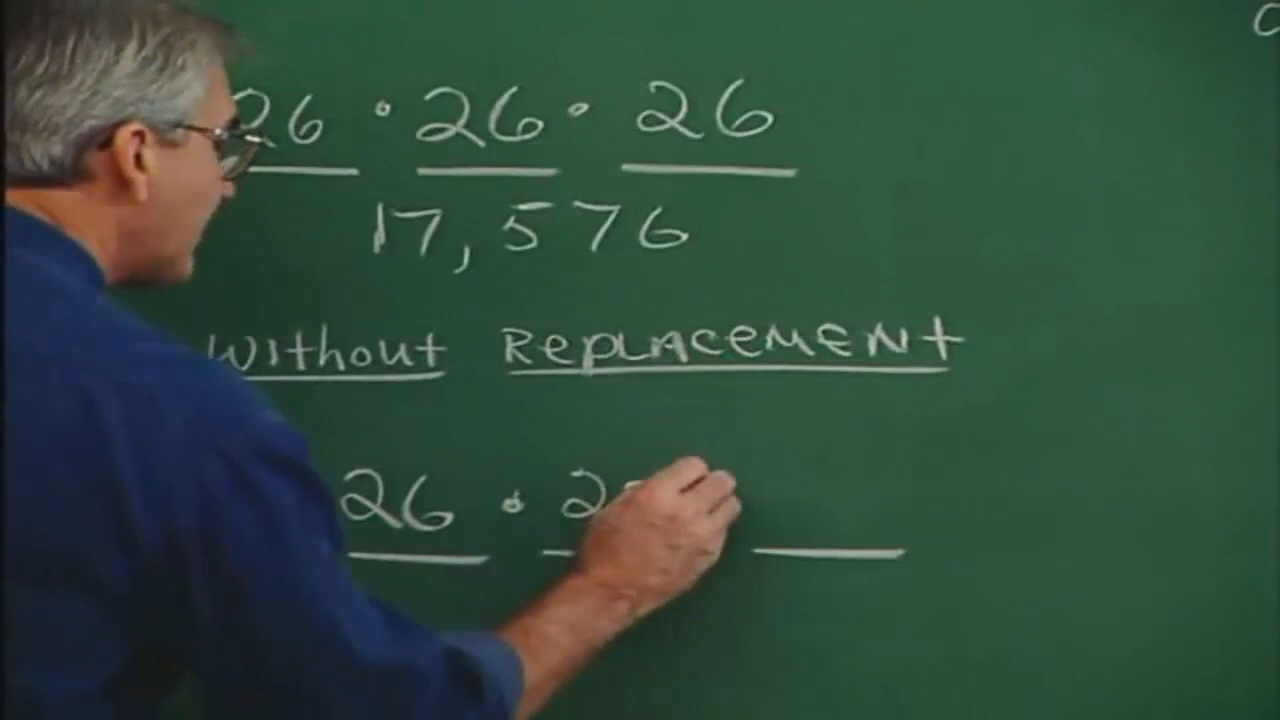 26 · 26 · 26
17,576
Without Replacement
26 · 2